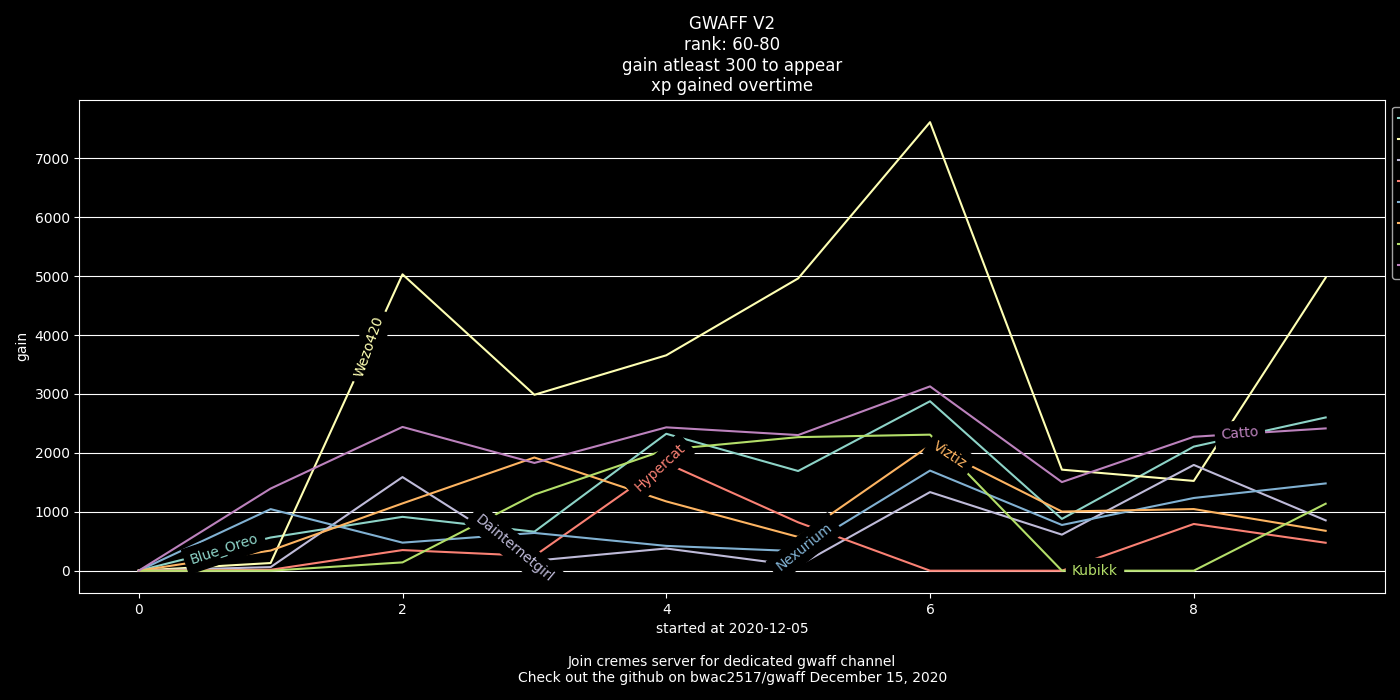 GWAFF V2
rank: 60-80
gain atleast 300 to appear
xp gained overtime
7000
6000
5000
4000
3000
2000
1000
0
gain
Wezo420
Blue_Oreo
Dainternetgirl
Hypercat
Nexurium
Viztiz
Kubikk
Catto
0 2 4 6 8
started at 2020-12-05
Join cremes server for dedicated gwaff channel
Check out the github on bwac2517/gwaff December 15, 2020